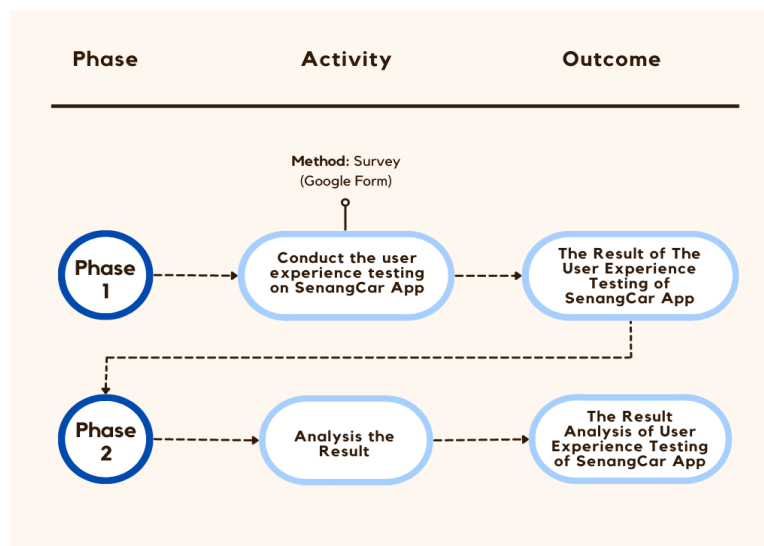 Phase Activity Outcome
Method: Survey
(Google Form)
Phase
1
Conduct the user
experience testing
on SenangCar App
The Result of The
User Experience
Testing of
SenangCar App
Phase
2
Analysis the
Result
The Result
Analysis of User
Experience Testing
of SenangCar App